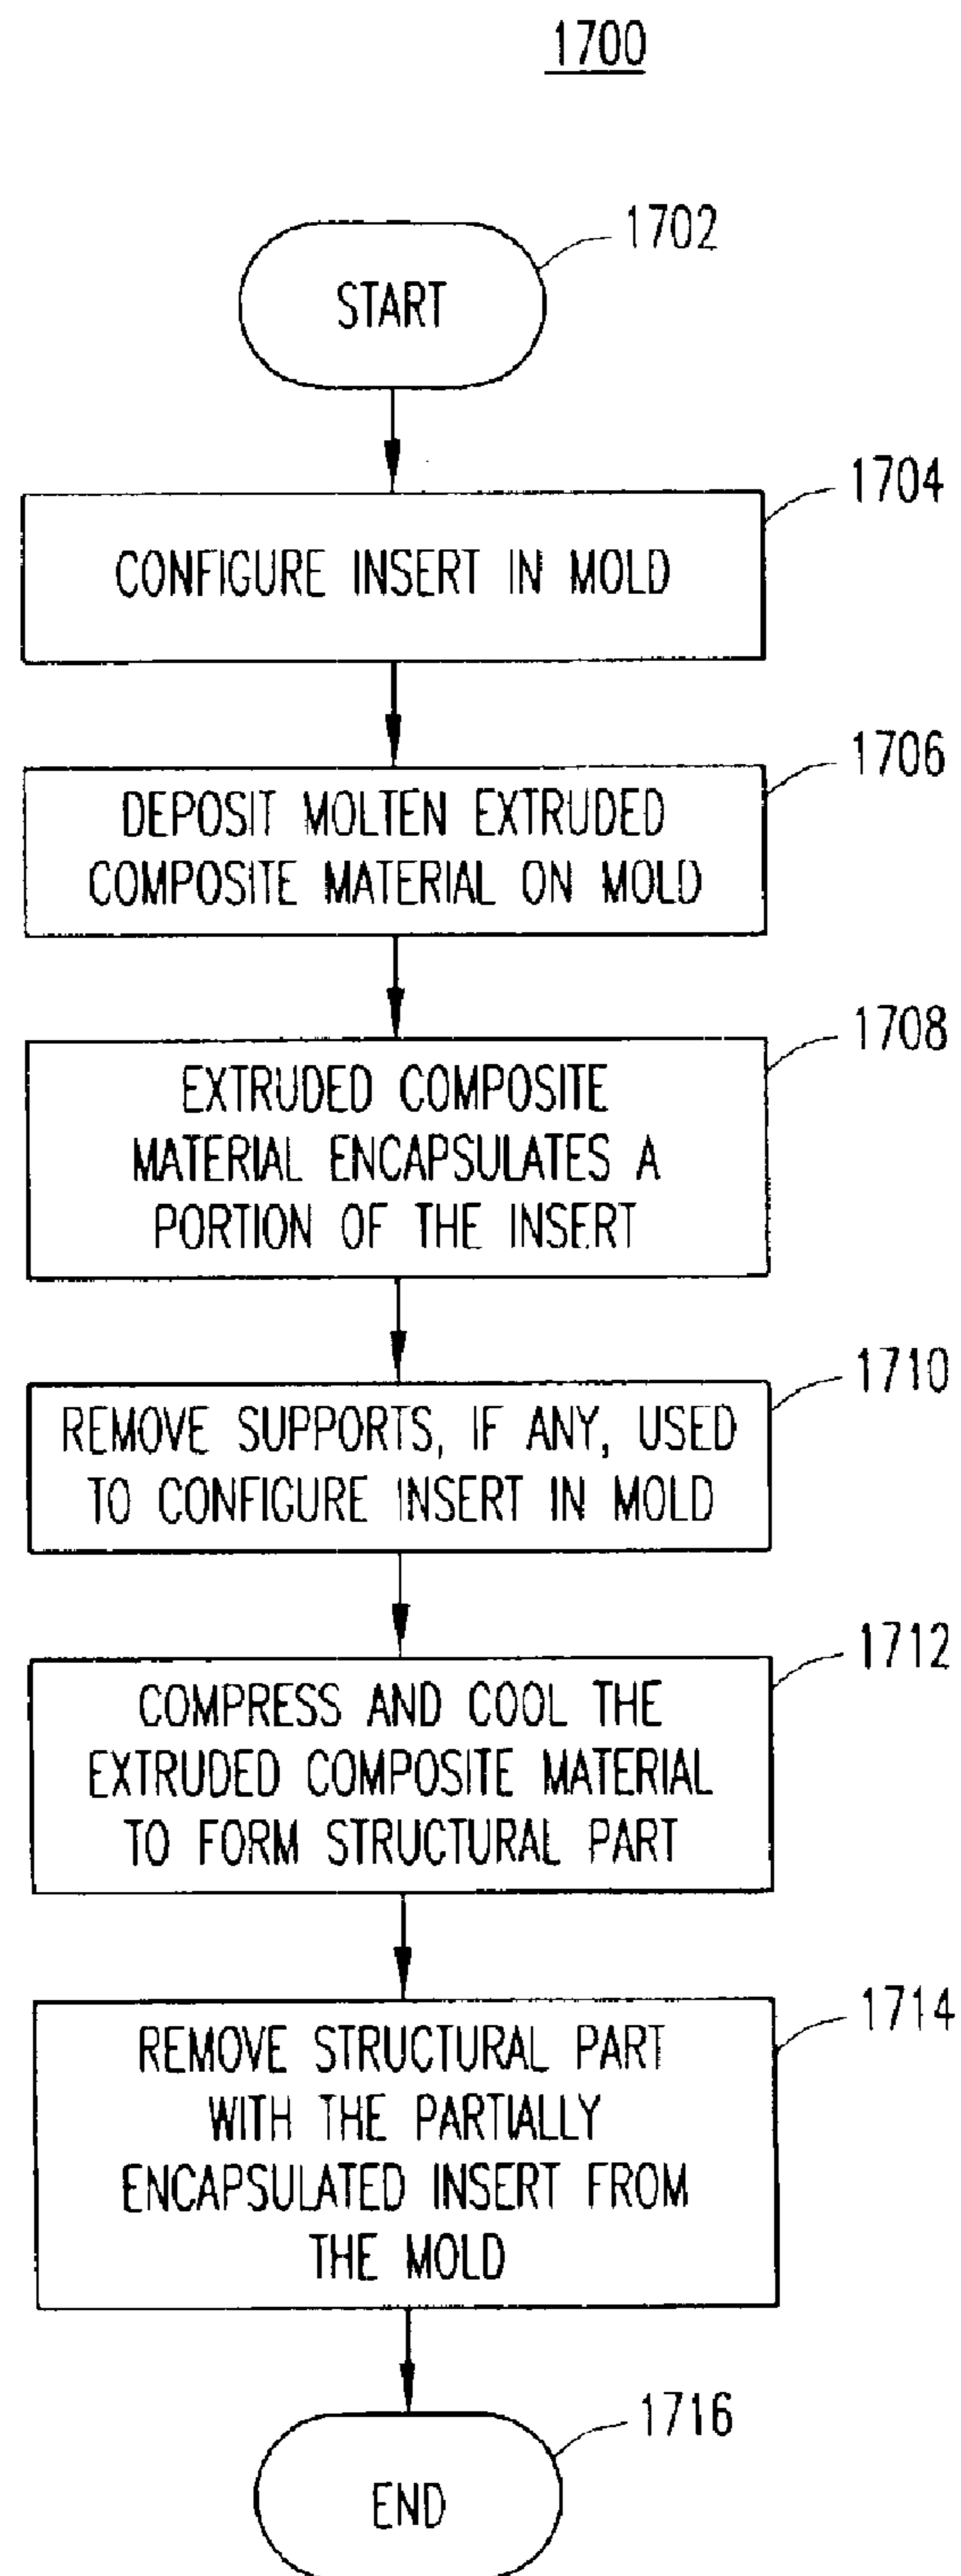 1700
1702
START
1704
CONFIGURE INSERT IN MOLD
1706
DEPOSIT MOLTEN EXTRUDED
COMPOSITE MATERIAL ON MOLD
1708
EXTRUDED COMPOSITE
MATERIAL ENCAPSULATES A
PORTION OF THE INSERT
1710
REMOVE SUPPORTS, IF ANY, USED
TO CONFIGURE INSERT IN MOLD
1712
COMPRESS AND COOL THE
EXTRUDED COMPOSITE MATERIAL
TO FORM STRUCTURAL PART
1714
REMOVE STRUCTURAL PART
WITH THE PARTIALLY
ENCAPSULATED INSERT FROM
THE MOLD
1716
END